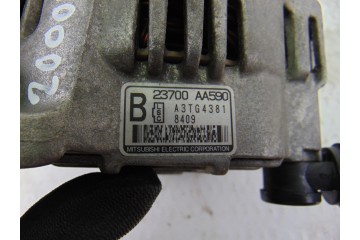 2000
B 23700 AA590
A3TG4381
8409
MITSUBISHI ELECTRIC CORPORATION